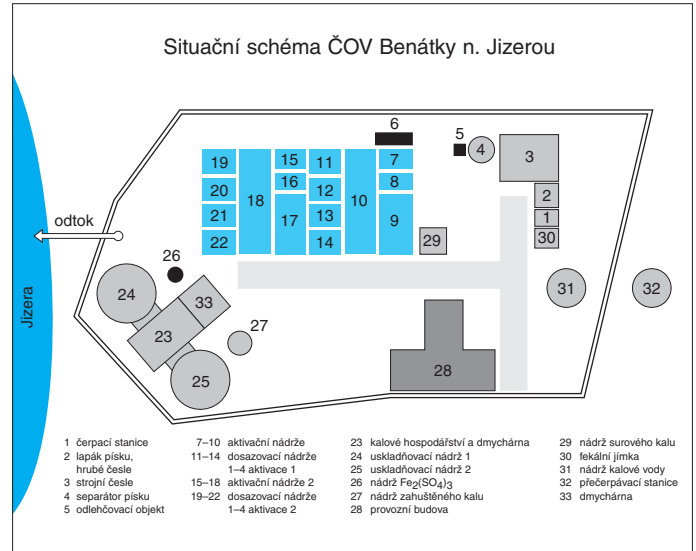 Situační schéma ČOV Benátky n. Jizerou
6
5
4
3
19
18
15
11
10
7
2
20
16
12
8
1
21
17
13
9
30
22
14
29
odtok
Jizera
26
24
33
31
32
23
27
25
28
1 čerpací stanice
2 lapák písku,
hrubé česle
3 strojní česle
4 separátor písku
5 odlehčovací objekt
7–10 aktivační nádrže
11–14 dosazovací nádrže
1–4 aktivace 1
15–18 aktivační nádrže 2
19–22 dosazovací nádrže
1–4 aktivace 2
23 kalové hospodářství a dmychárna
24 uskladňovací nádrž 1
25 uskladňovací nádrž 2
26 nádrž Fe2(SO4)3
27 nádrž zahuštěného kalu
28 provozní budova
29 nádrž surového kalu
30 fekální jímka
31 nádrž kalové vody
32 přečerpávací stanice
33 dmychárna